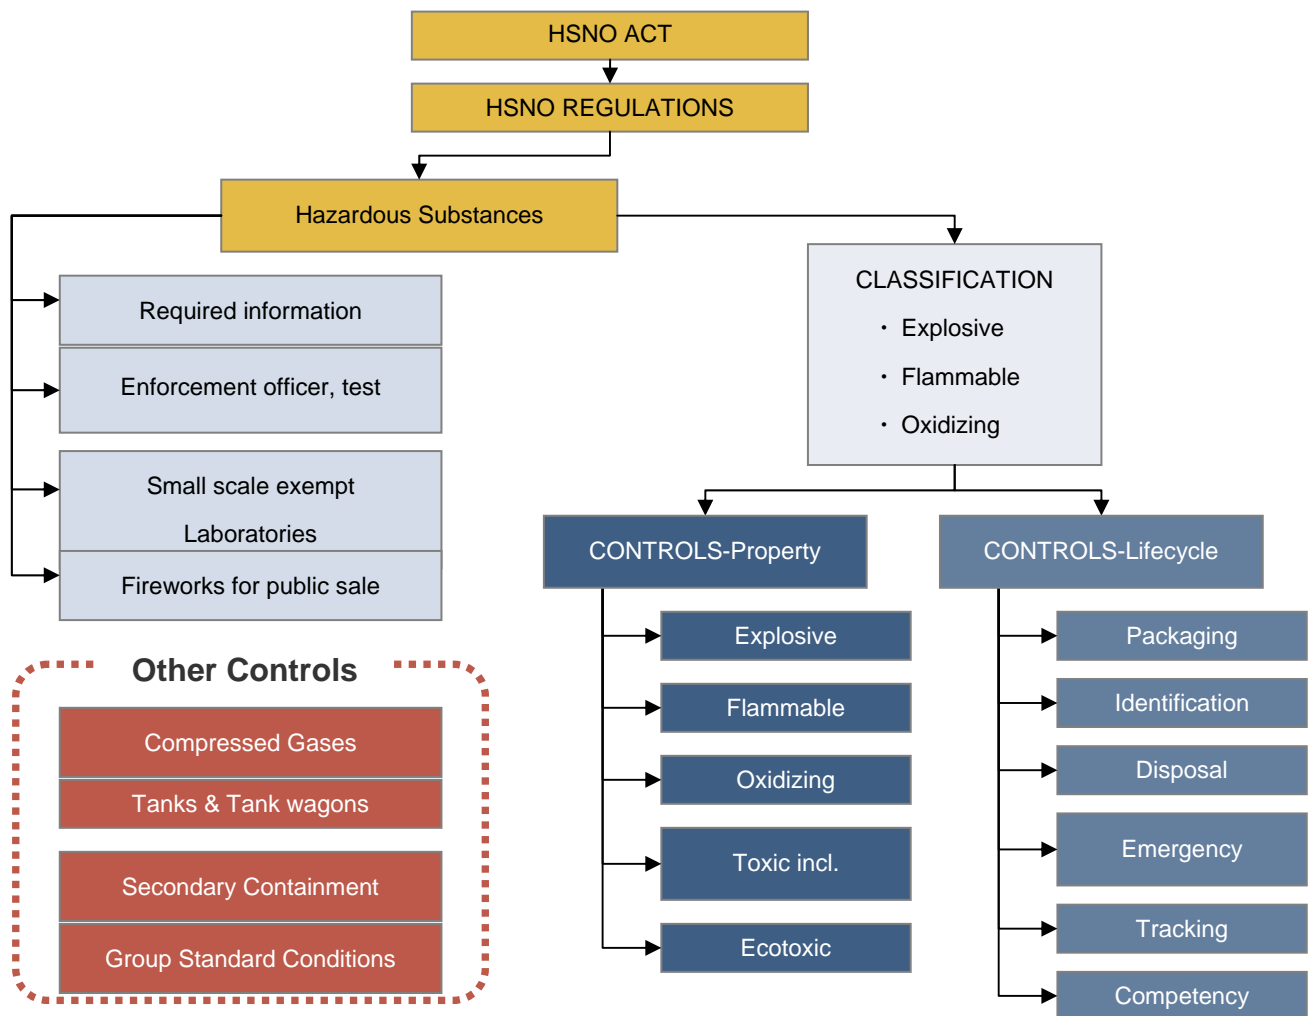 HSNO ACT
HSNO REGULATIONS
Hazardous Substances
Required information
Enforcement officer, test
Small scale exempt
Laboratories
Fireworks for public sale
CLASSIFICATION
・ Explosive
・ Flammable
・ Oxidizing
CONTROLS-Property
Explosive
Flammable
Oxidizing
Toxic incl.
Ecotoxic
CONTROLS-Lifecycle
Packaging
Identification
Disposal
Emergency
Tracking
Competency
Other Controls
Compressed Gases
Tanks & Tank wagons
Secondary Containment
Group Standard Conditions